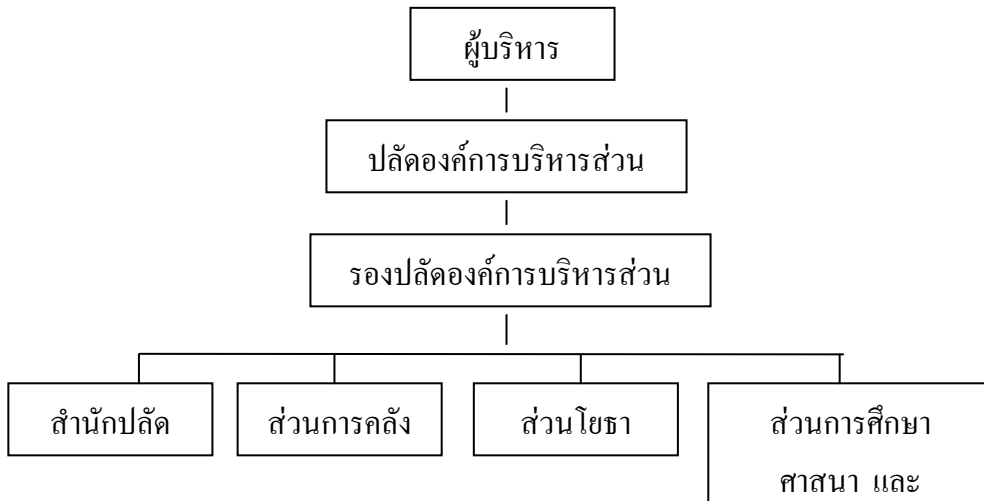 ผู้บริหาร
ปลัดองค์การบริหารส่วน
รองปลัดองค์การบริหารส่วน
สำนักปลัด
ส่วนการคลัง
ส่วนโยธา
ส่วนการศึกษา
ศาสนา และ